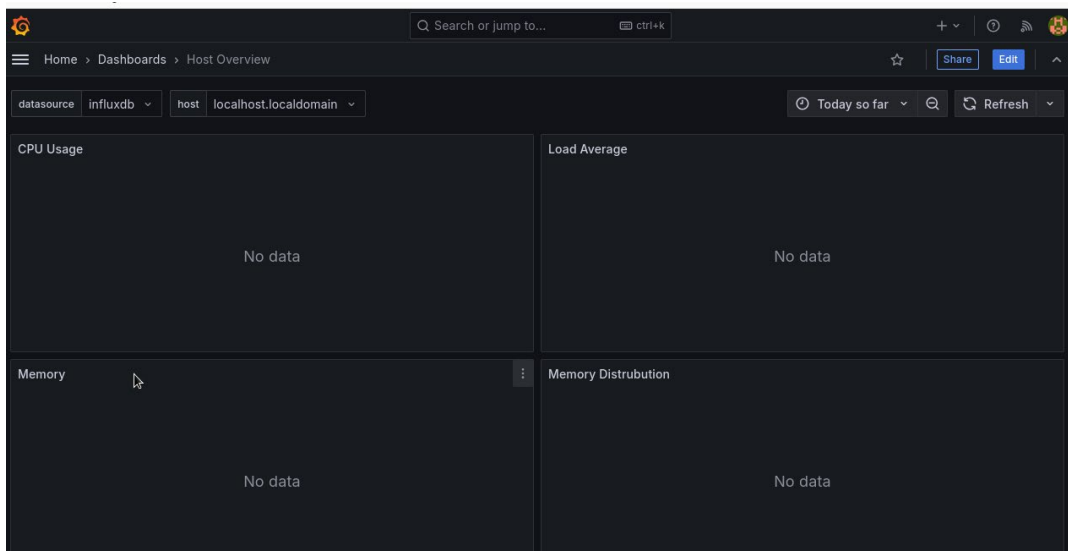 Search or jump to... ctrl+k
Home › Dashboards › Host Overview Share Edit
datasource influxdb host localhost.localdomain Today so far Refresh
CPU Usage Load Average
No data No data
Memory Memory Distrubution
No data No data